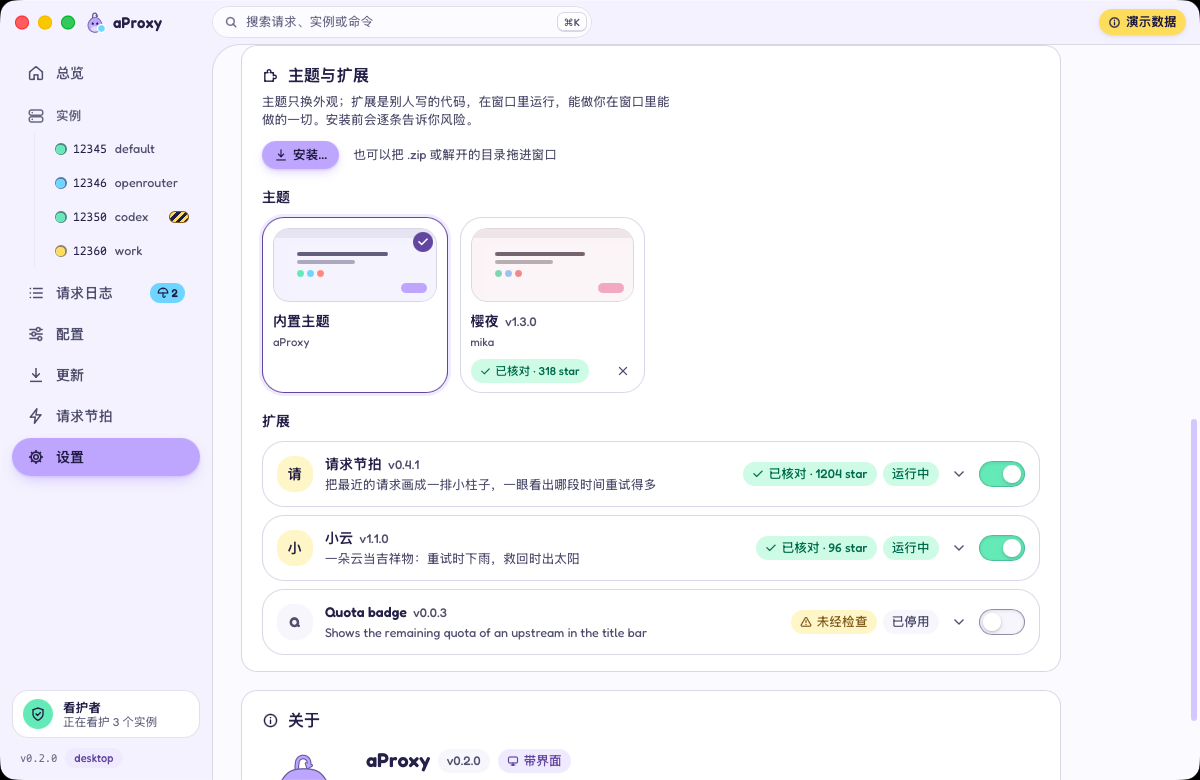 aProxy
搜索请求、实例或命令
⌘K
演示数据
总览
实例
12345 default
12346 openrouter
12350 codex
12360 work
请求日志
2
配置
更新
请求节拍
设置
看护者
正在看护 3 个实例
v0.2.0 desktop
主题与扩展
主题只换外观；扩展是别人写的代码，在窗口里运行，能做你在窗口里能
做的一切。安装前会逐条告诉你风险。
安装...
也可以把 .zip 或解开的目录拖进窗口
主题
内置主题
aProxy
樱夜 v1.3.0
mika
已核对 · 318 star
扩展
请
请求节拍 v0.4.1
把最近的请求画成一排小柱子，一眼看出哪段时间重试得多
已核对 · 1204 star
运行中
小
小云 v1.1.0
一朵云当吉祥物：重试时下雨，救回时出太阳
已核对 · 96 star
运行中
Q
Quota badge v0.0.3
Shows the remaining quota of an upstream in the title bar
未经检查
已停用
关于
aProxy v0.2.0 带界面